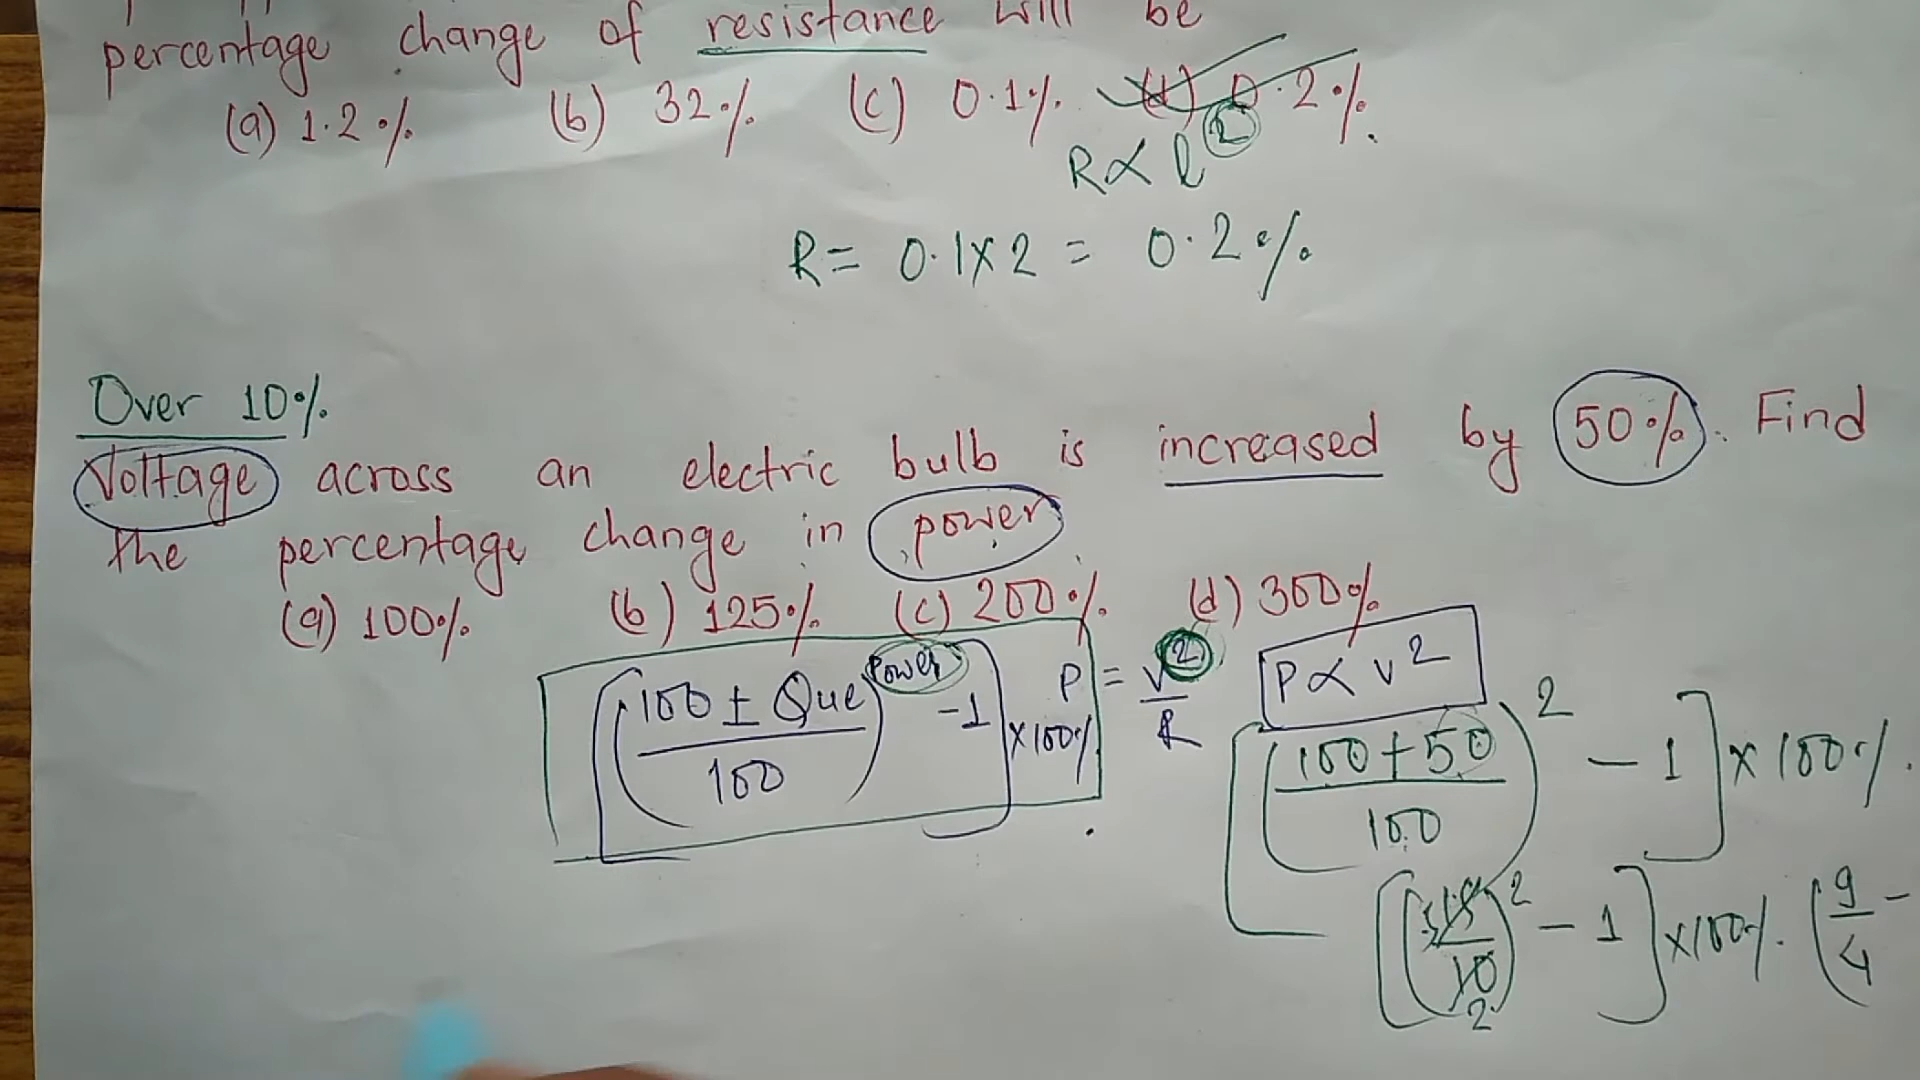 percentage change of resistance will be
(a) 1.2% (b) 32% (c) 0.1% (d) 0.2%.
R∝ l²
R= 0.1×2 = 0.2%
Over 10%
Voltage across an electric bulb is increased by 50%. Find
the percentage change in power
(a) 100% (b) 125% (c) 200% (d) 300%
[((100 ± Que)/100)^Power -1] ×100% P = V²/R P∝ V²
[((100+50)/100)² - 1] × 100%.
[((15)/10)² - 1] ×100%. (9/4 -
3
2